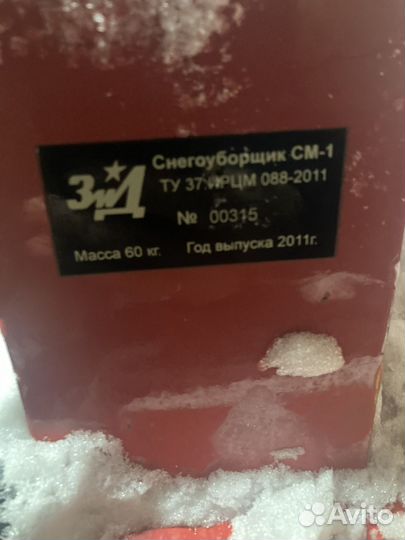 ЗиД
Снегоуборщик СМ-1
ТУ 37.ИРЦМ 088-2011
№ 00315
Масса 60 кг. Год выпуска 2011г.
Avito